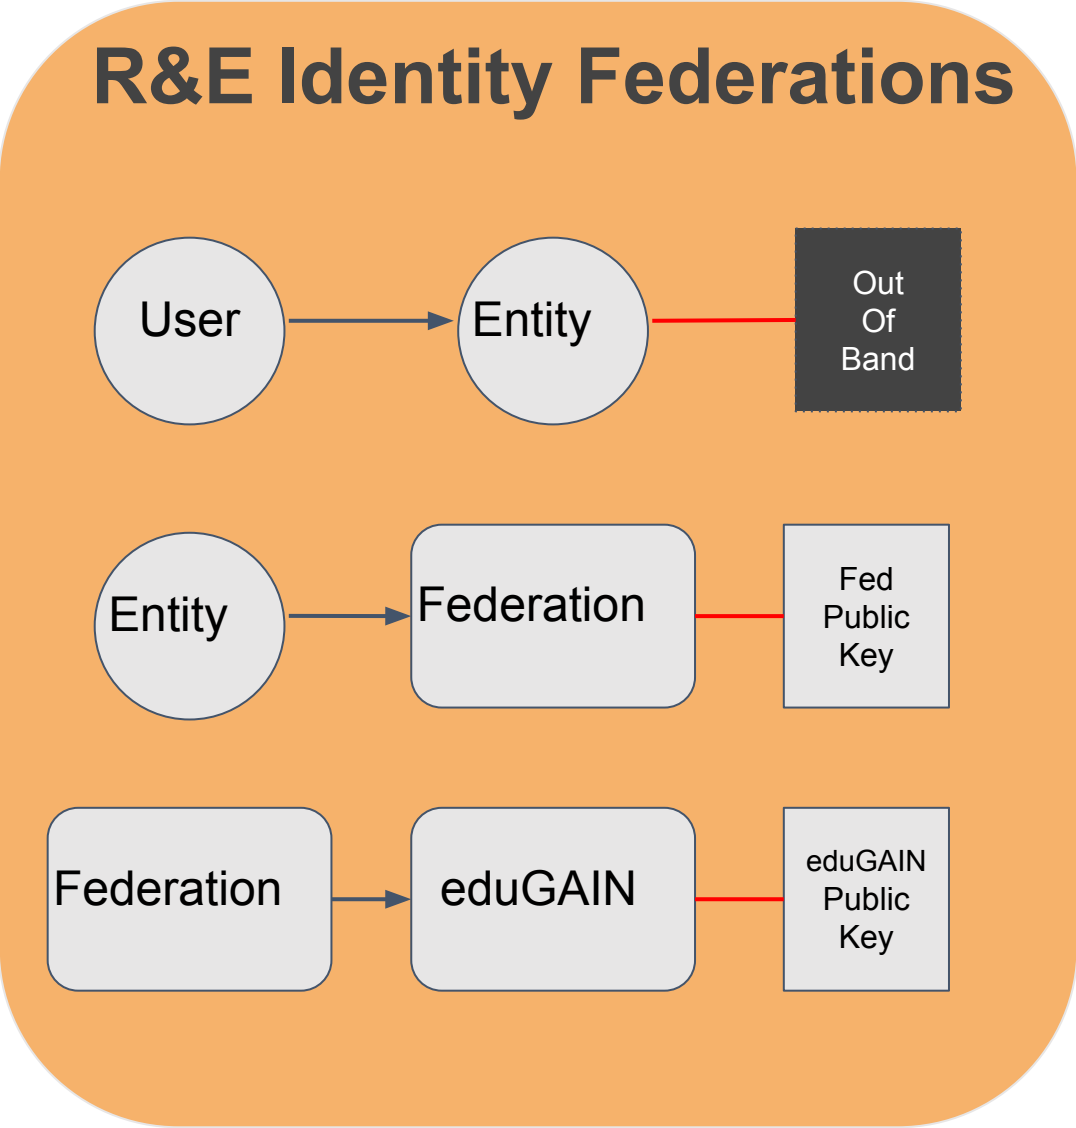 R&E Identity Federations
User
Entity
Out
Of
Band
Entity
Federation
Fed
Public
Key
Federation
eduGAIN
eduGAIN
Public
Key